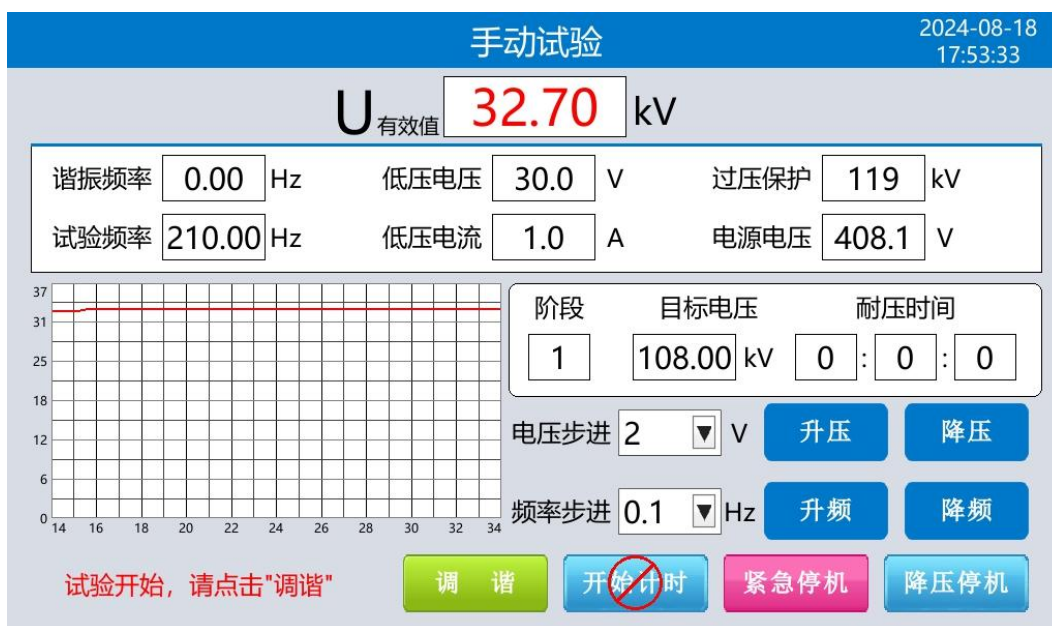 手动试验
2024-08-18
17:53:33
U有效值 32.70 kV
谐振频率 0.00 Hz 低压电压 30.0 V 过压保护 119 kV
试验频率 210.00 Hz 低压电流 1.0 A 电源电压 408.1 V
37
31
25
18
12
6
0
14 16 18 20 22 24 26 28 30 32 34
阶段 目标电压 耐压时间
1 108.00 kV 0 : 0 : 0
电压步进 2 ▼ V 升压 降压
频率步进 0.1 ▼ Hz 升频 降频
试验开始，请点击"调谐" 调 谐 开始计时 紧急停机 降压停机